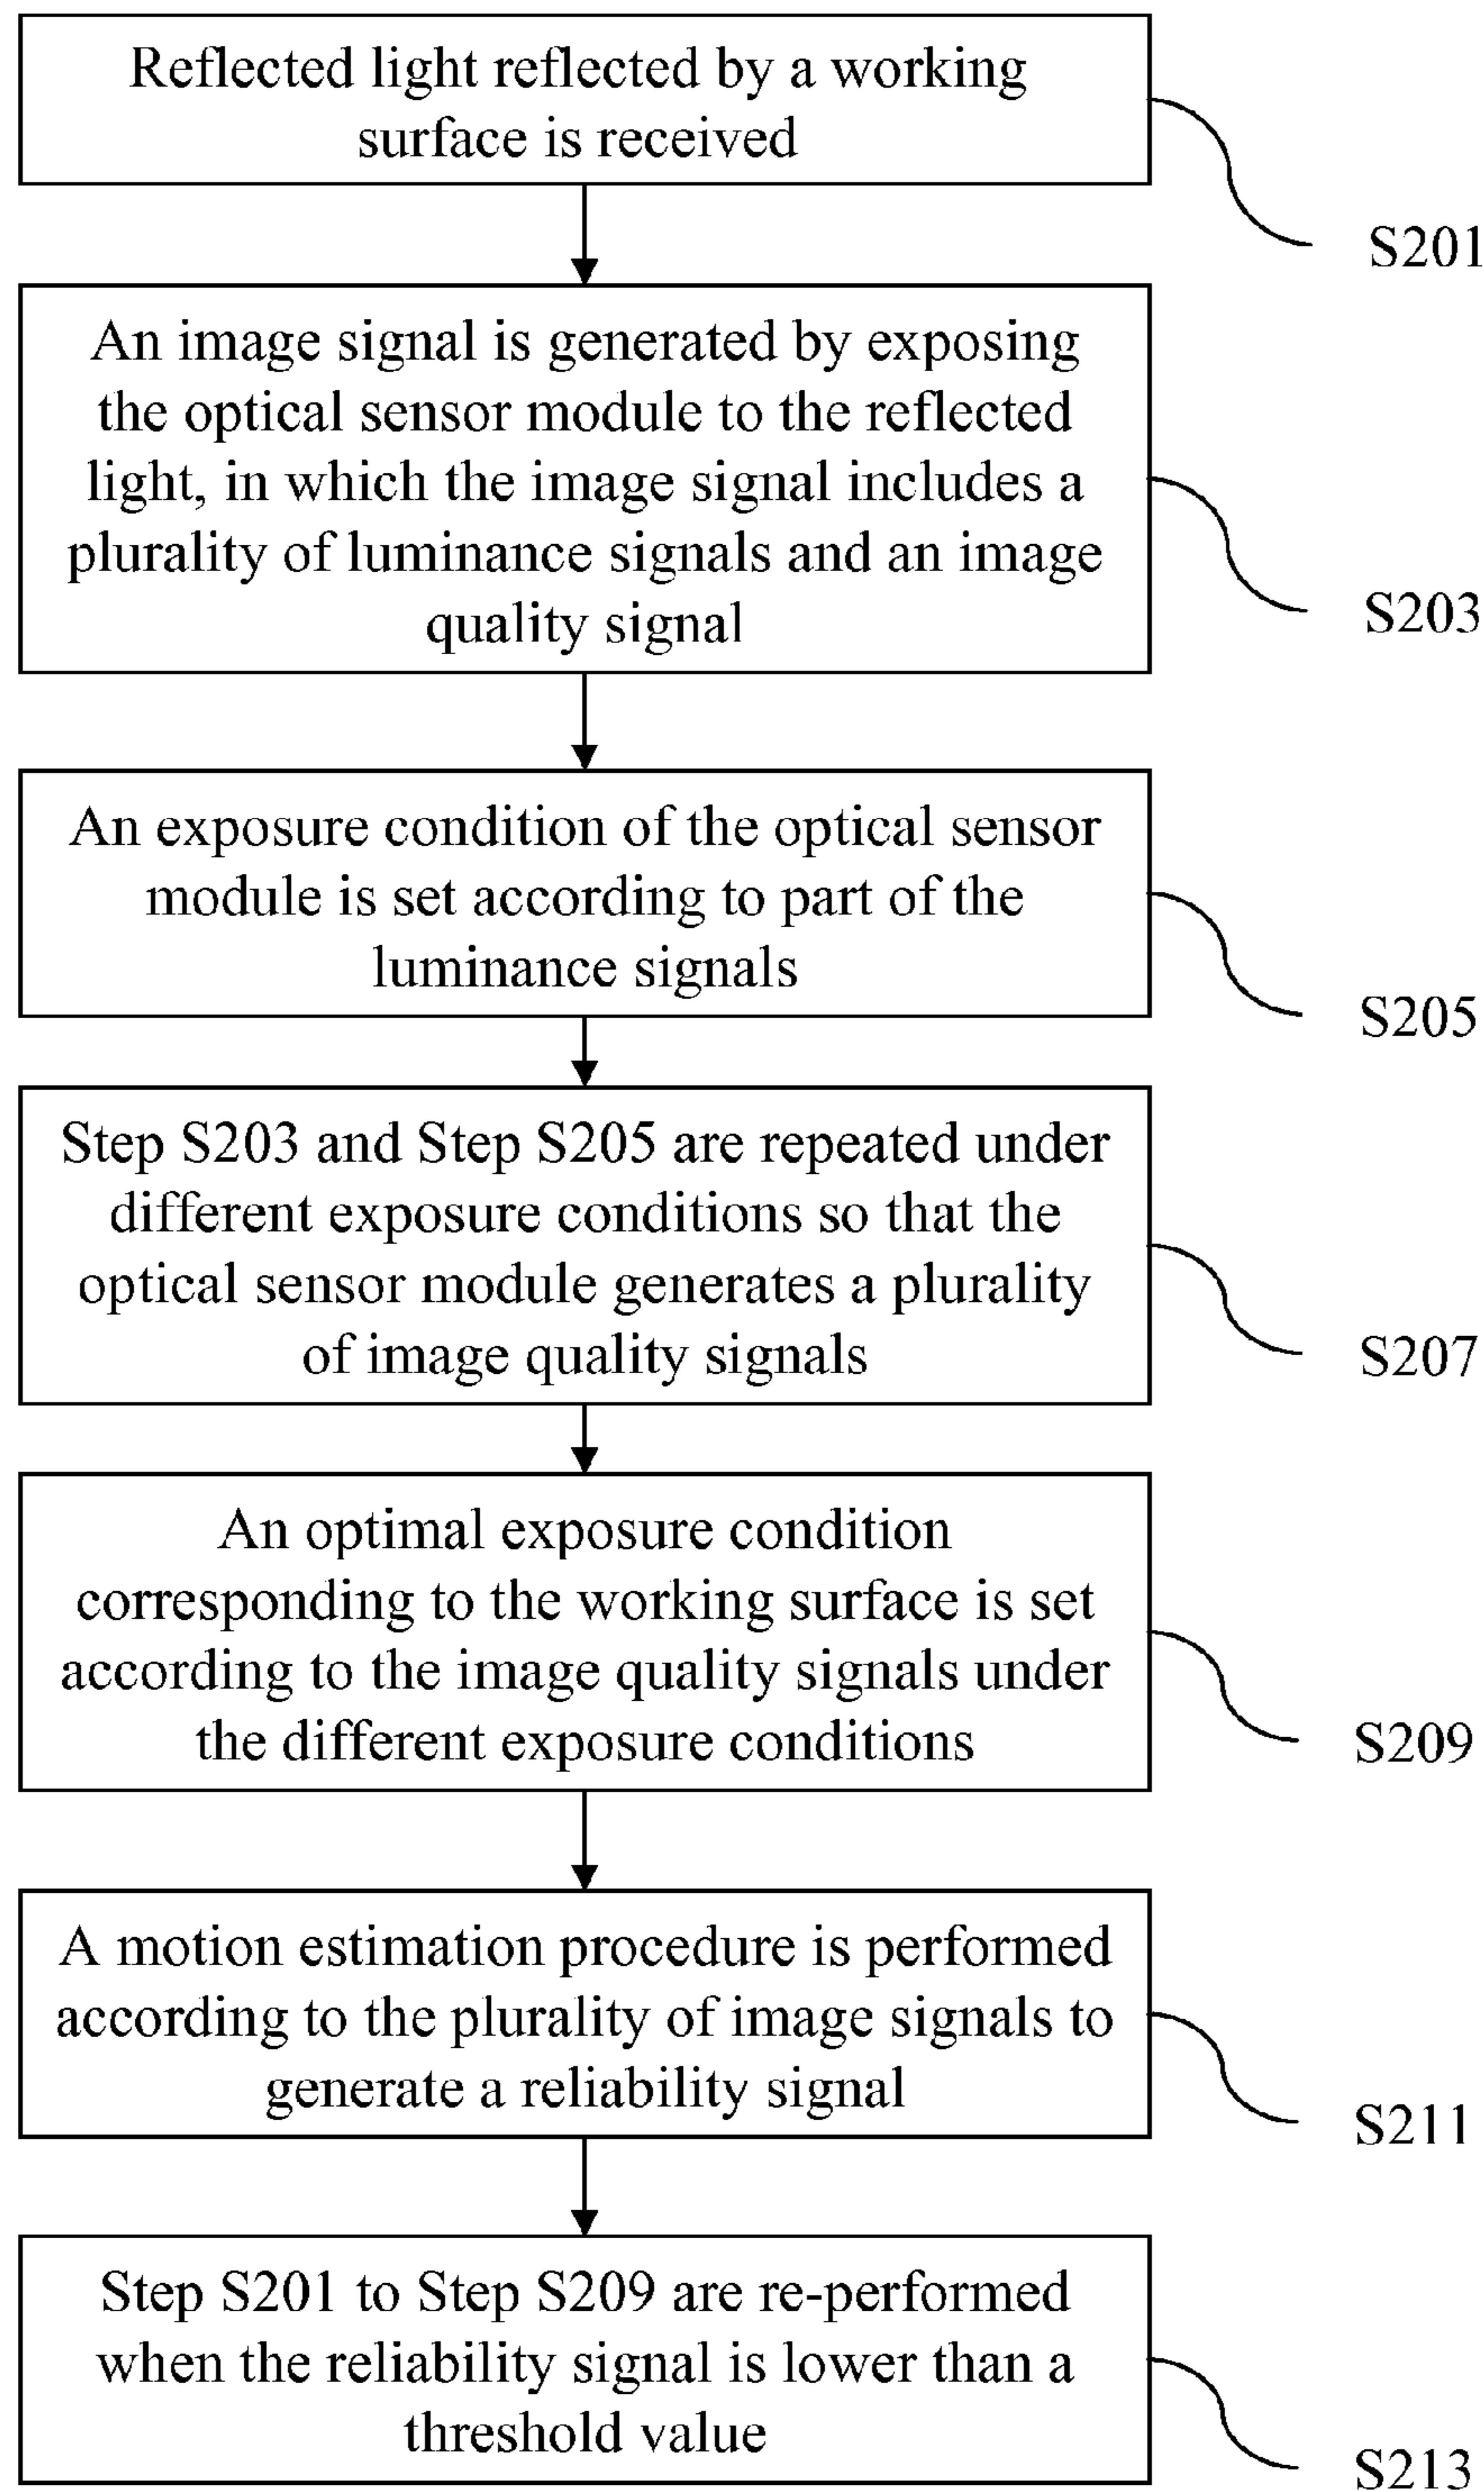 Reflected light reflected by a working
surface is received
S201
An image signal is generated by exposing
the optical sensor module to the reflected
light, in which the image signal includes a
plurality of luminance signals and an image
quality signal
S203
An exposure condition of the optical sensor
module is set according to part of the
luminance signals
S205
Step S203 and Step S205 are repeated under
different exposure conditions so that the
optical sensor module generates a plurality
of image quality signals
S207
An optimal exposure condition
corresponding to the working surface is set
according to the image quality signals under
the different exposure conditions
S209
A motion estimation procedure is performed
according to the plurality of image signals to
generate a reliability signal
S211
Step S201 to Step S209 are re-performed
when the reliability signal is lower than a
threshold value
S213